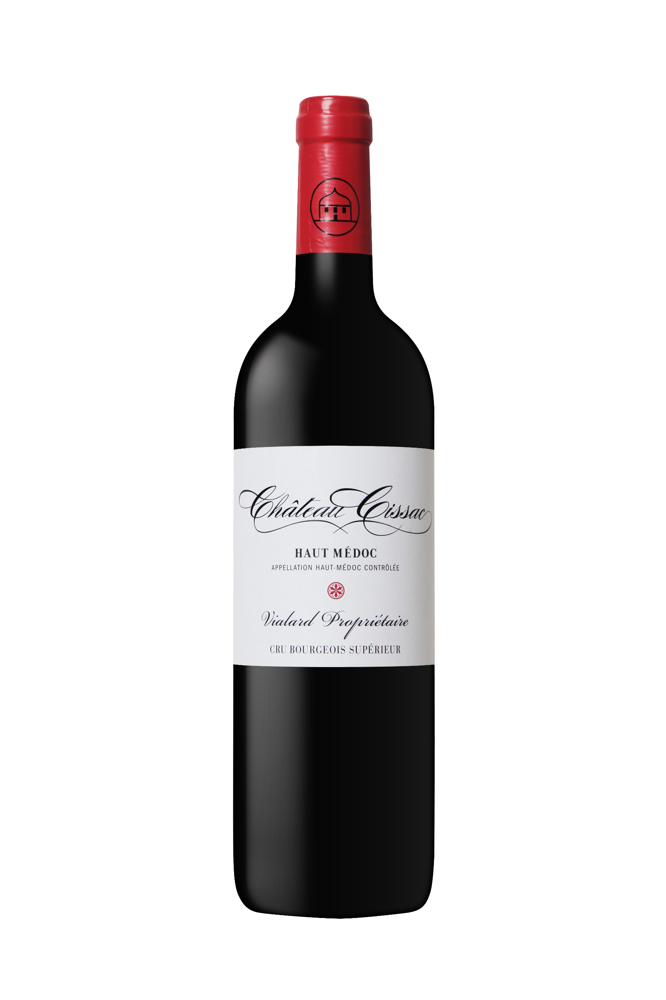 Château Cissac
HAUT MÉDOC
APPELLATION HAUT-MÉDOC CONTRÔLÉE
Vialard Propriétaire
CRU BOURGEOIS SUPÉRIEUR